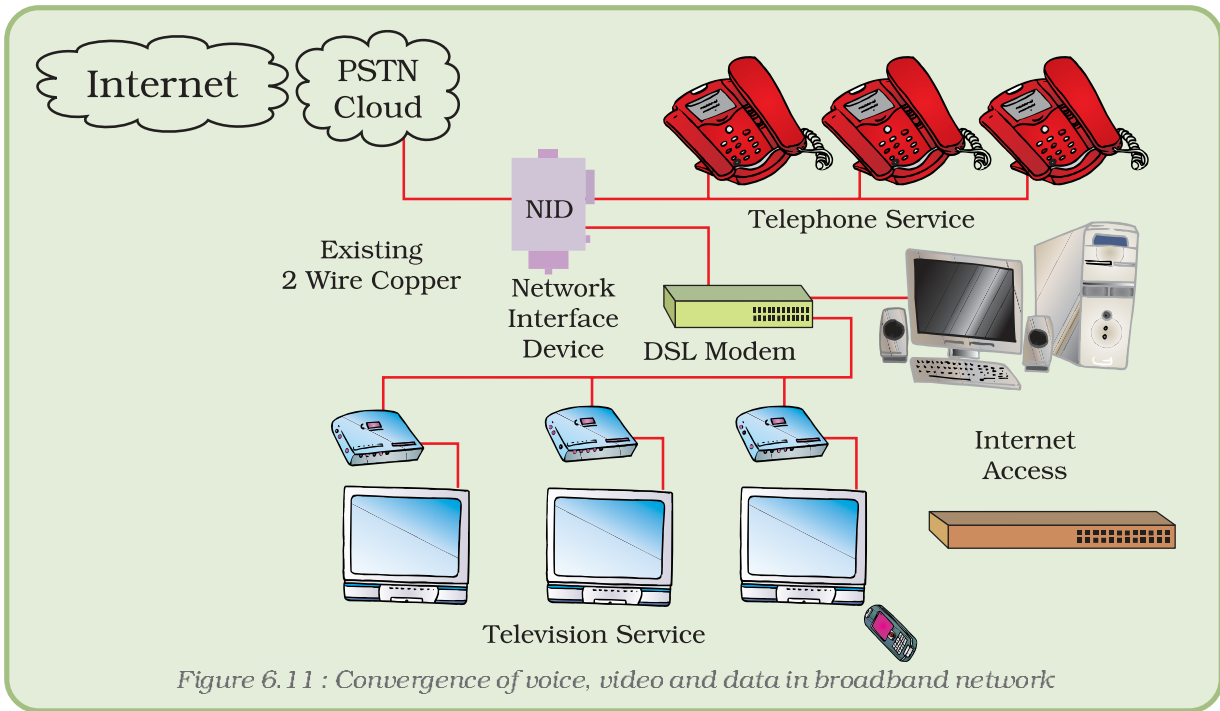 Internet
PSTN
Cloud
NID
Telephone Service
Existing
2 Wire Copper
Network
Interface
Device
DSL Modem
Internet
Access
Television Service
Figure 6.11 : Convergence of voice, video and data in broadband network